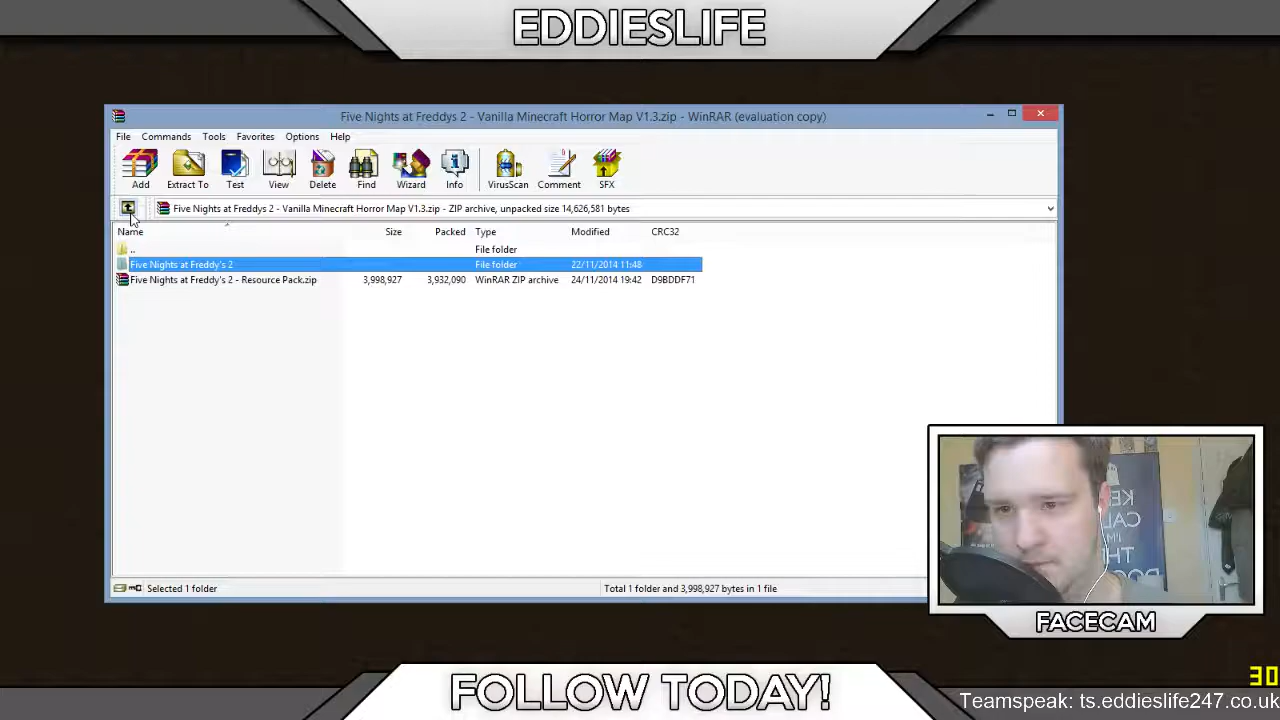 EDDIESLIFE
Five Nights at Freddys 2 - Vanilla Minecraft Horror Map V1.3.zip - WinRAR (evaluation copy)
File Commands Tools Favorites Options Help
Add Extract To Test View Delete Find Wizard Info VirusScan Comment SFX
Five Nights at Freddys 2 - Vanilla Minecraft Horror Map V1.3.zip - ZIP archive, unpacked size 14,626,581 bytes
Name Size Packed Type Modified CRC32
.. File folder
Five Nights at Freddy's 2 File folder 22/11/2014 11:48
Five Nights at Freddy's 2 - Resource Pack.zip 3,998,927 3,932,090 WinRAR ZIP archive 24/11/2014 19:42 D9BDDF71
Selected 1 folder Total 1 folder and 3,998,927 bytes in 1 file
KEEP
CALM
I'M
THE
FACECAM
FOLLOW TODAY!
30
Teamspeak: ts.eddieslife247.co.uk